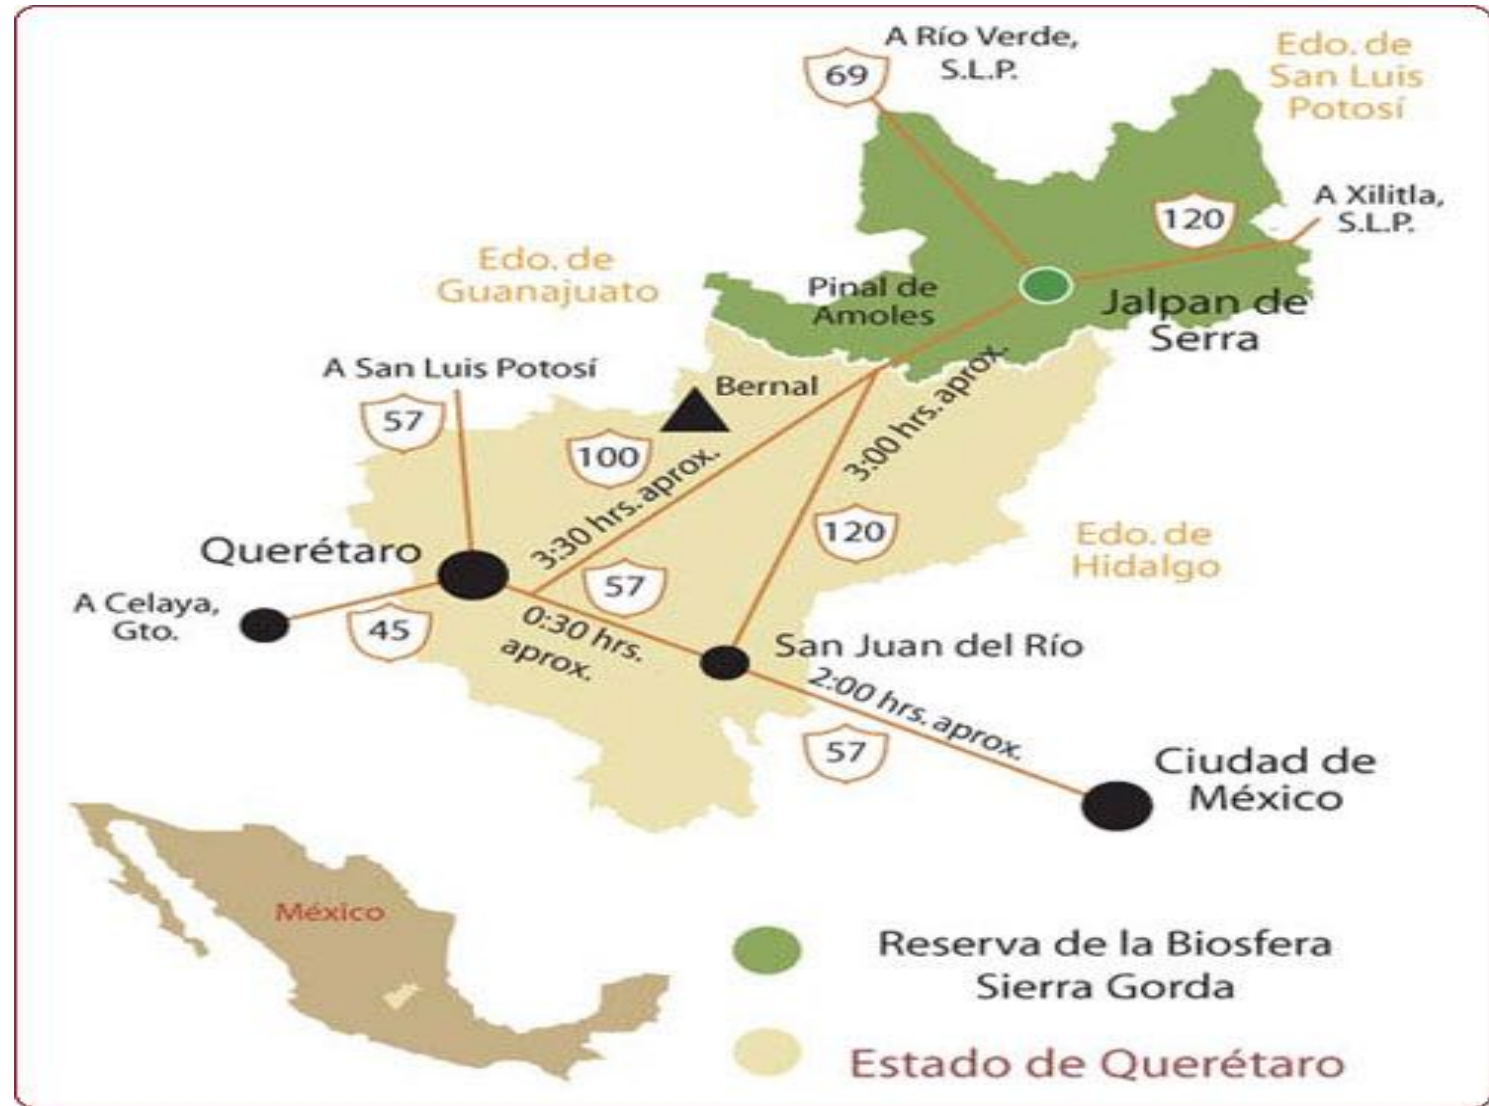 A Río Verde,
S.L.P.
69
Edo. de
San Luis
Potosí
A Xilitla,
S.L.P.
120
Edo. de
Guanajuato
Pinal de
Amoles
Jalpan de
Serra
A San Luis Potosí
57
Bernal
100
3:30 hrs. aprox.
3:00 hrs. aprox.
120
Edo. de
Hidalgo
Querétaro
57
A Celaya,
Gto.
45
0:30 hrs.
aprox.
San Juan del Río
2:00 hrs. aprox.
57
Ciudad de
México
México
Reserva de la Biosfera
Sierra Gorda
Estado de Querétaro